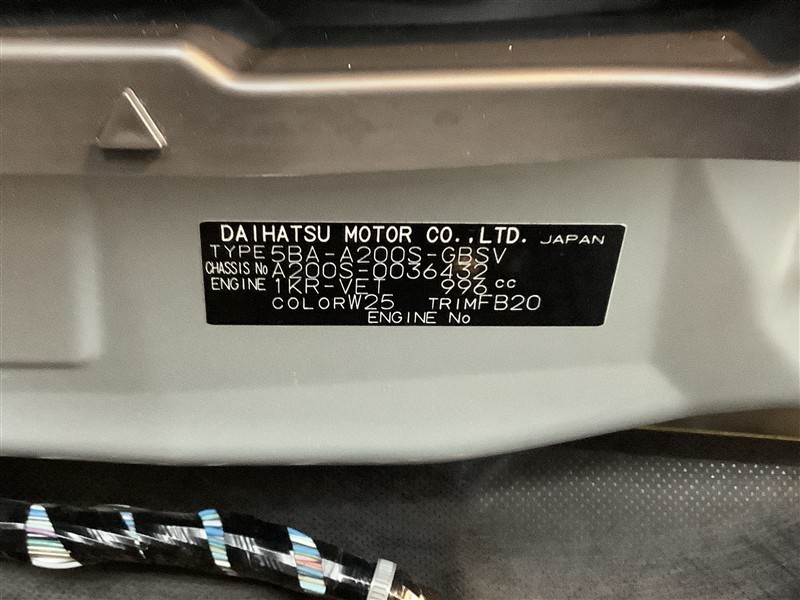 DAIHATSU MOTOR CO.,LTD. JAPAN
TYPE 5BA-A200S-GBSV
CHASSIS No A200S-0036432
ENGINE 1KR-VET 996 cc
COLOR W25 TRIM FB20
ENGINE No